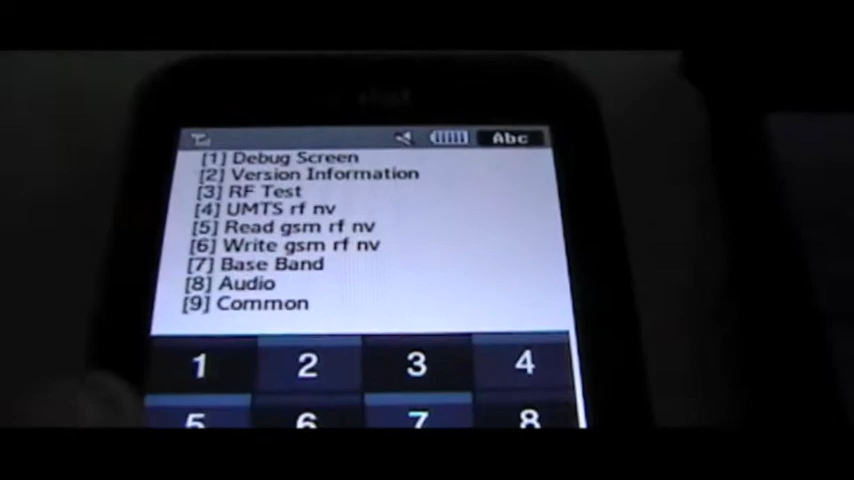 Abc
[1] Debug Screen
[2] Version Information
[3] RF Test
[4] UMTS rf nv
[5] Read gsm rf nv
[6] Write gsm rf nv
[7] Base Band
[8] Audio
[9] Common
1 2 3 4
5 6 7 8